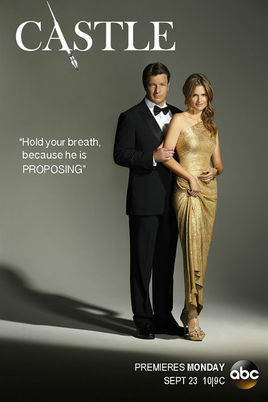 CASTLE
"Hold your breath,
because he is
PROPOSING"
PREMIERES MONDAY
SEPT 23 10|9C
abc